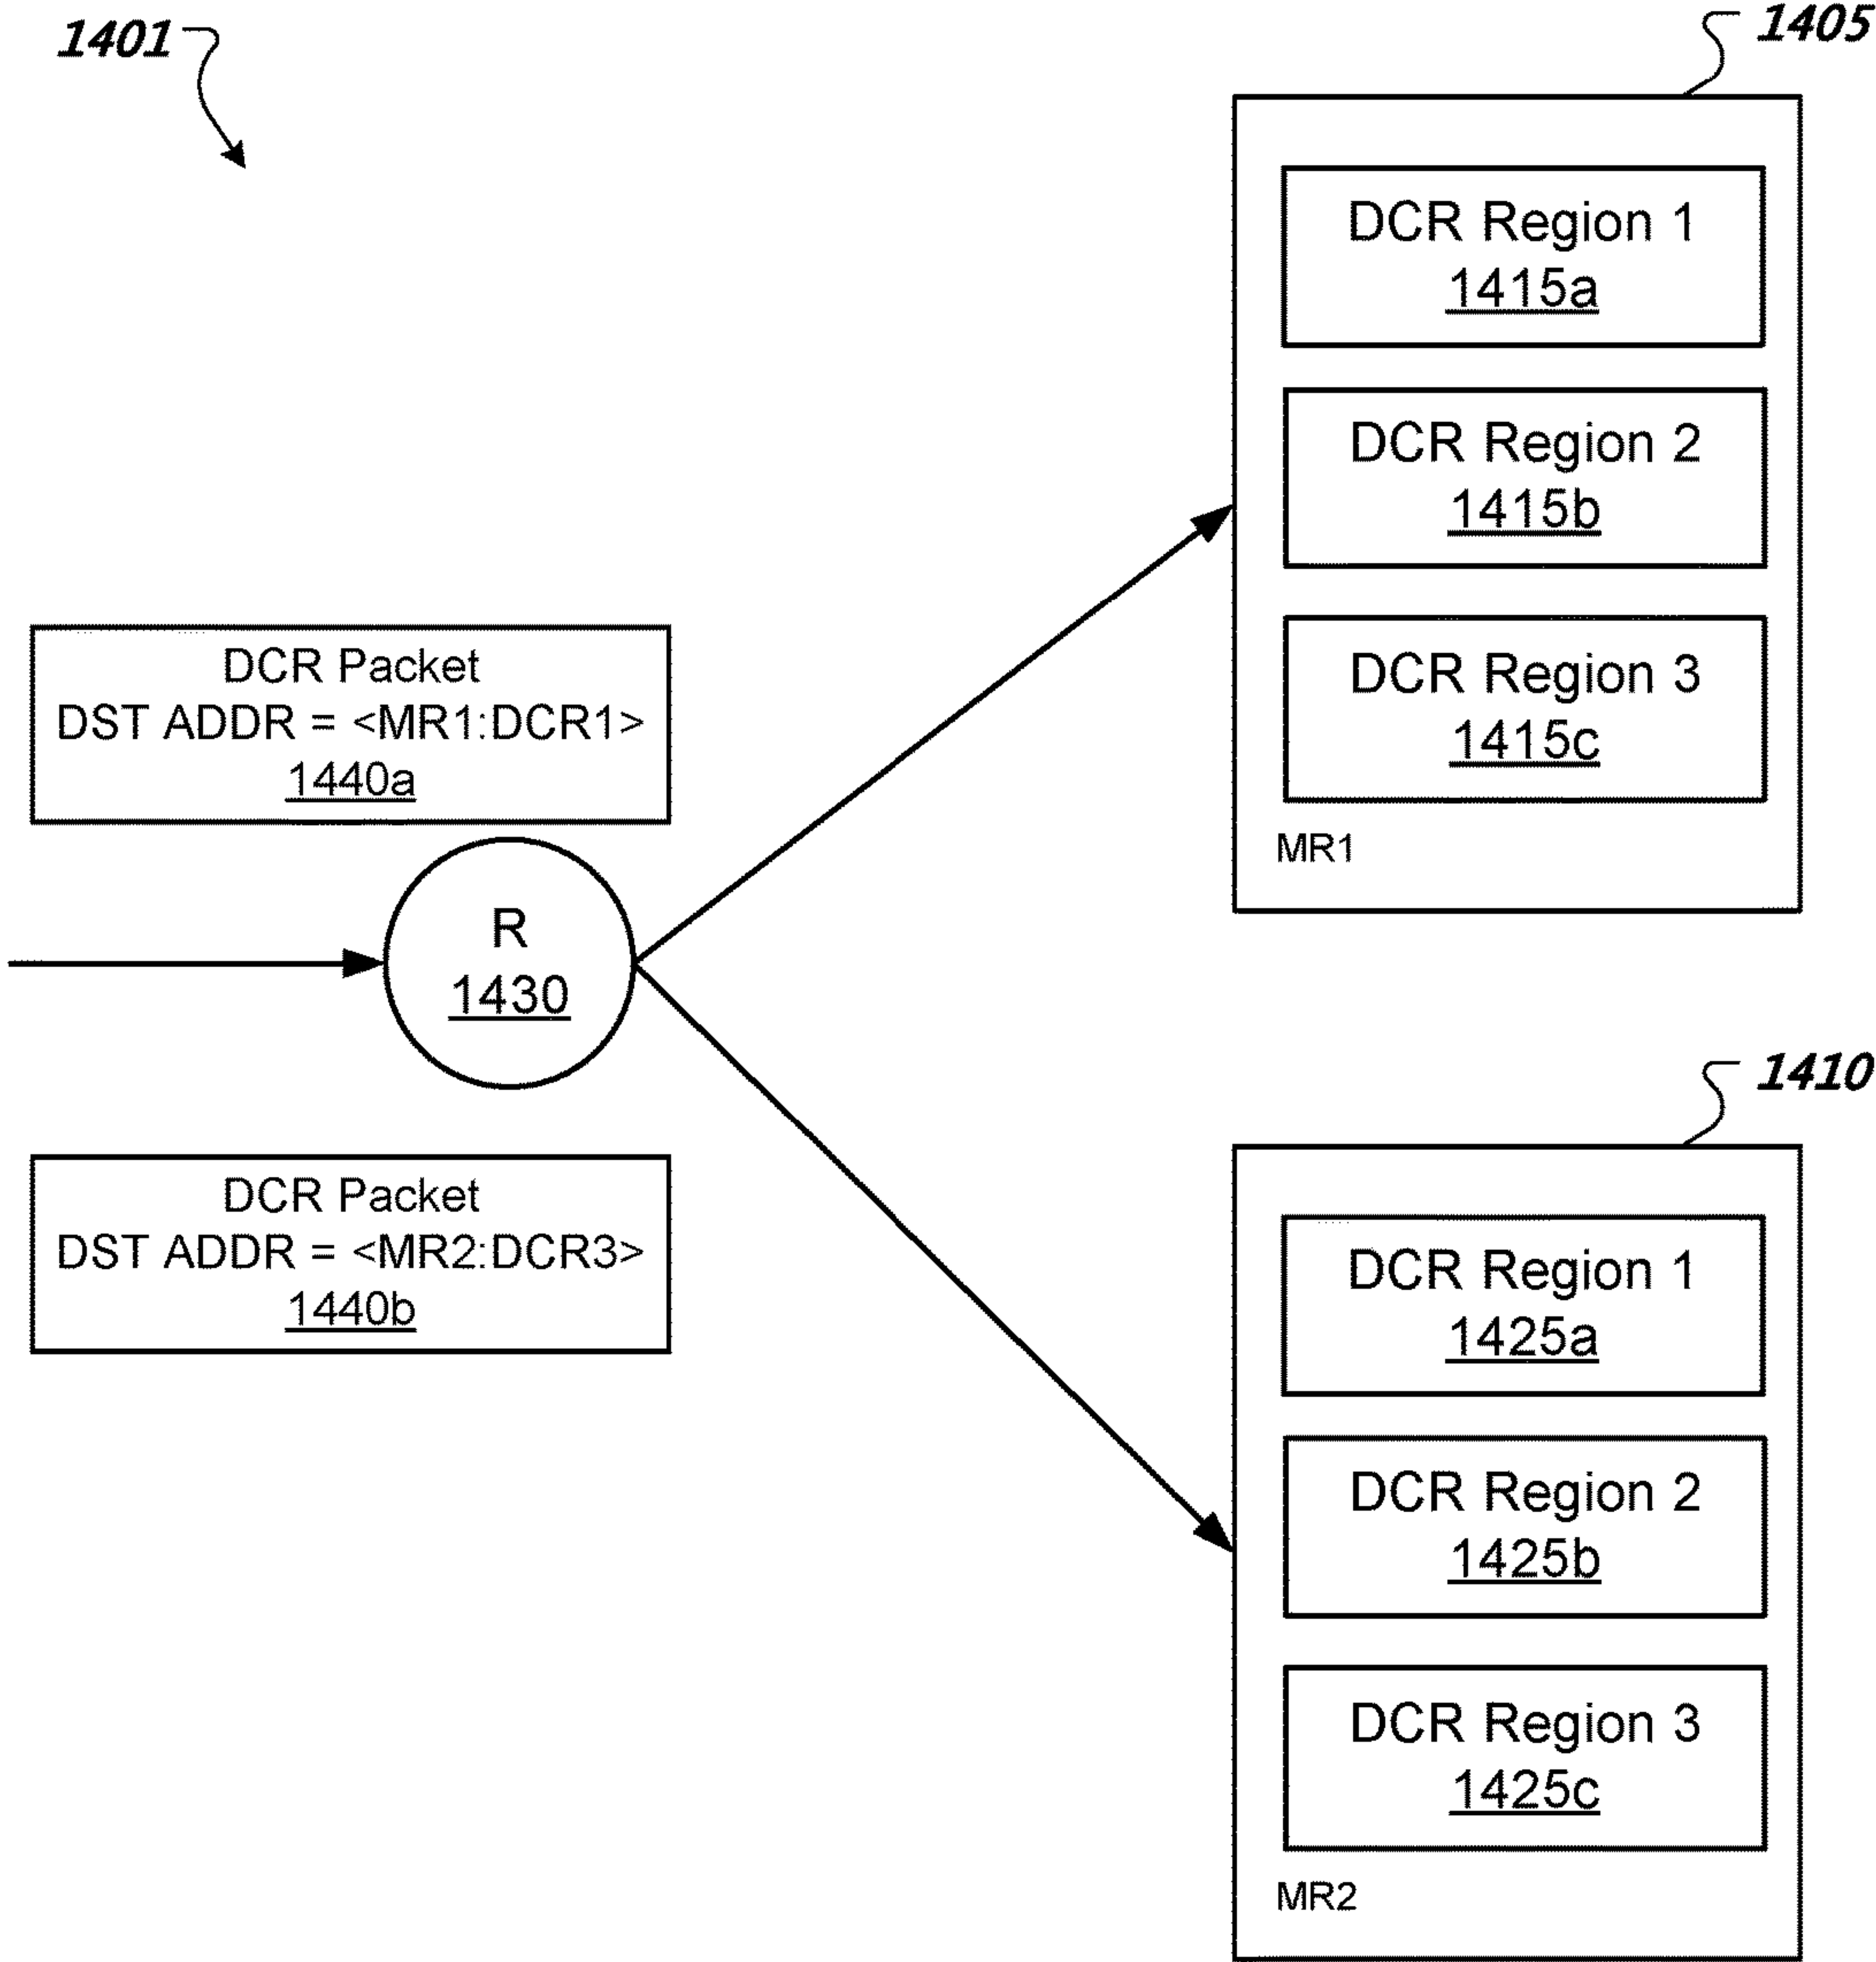 1401
1405
DCR Region 1
1415a
DCR Region 2
1415b
DCR Region 3
1415c
MR1
DCR Packet
DST ADDR = <MR1:DCR1>
1440a
R
1430
DCR Packet
DST ADDR = <MR2:DCR3>
1440b
1410
DCR Region 1
1425a
DCR Region 2
1425b
DCR Region 3
1425c
MR2